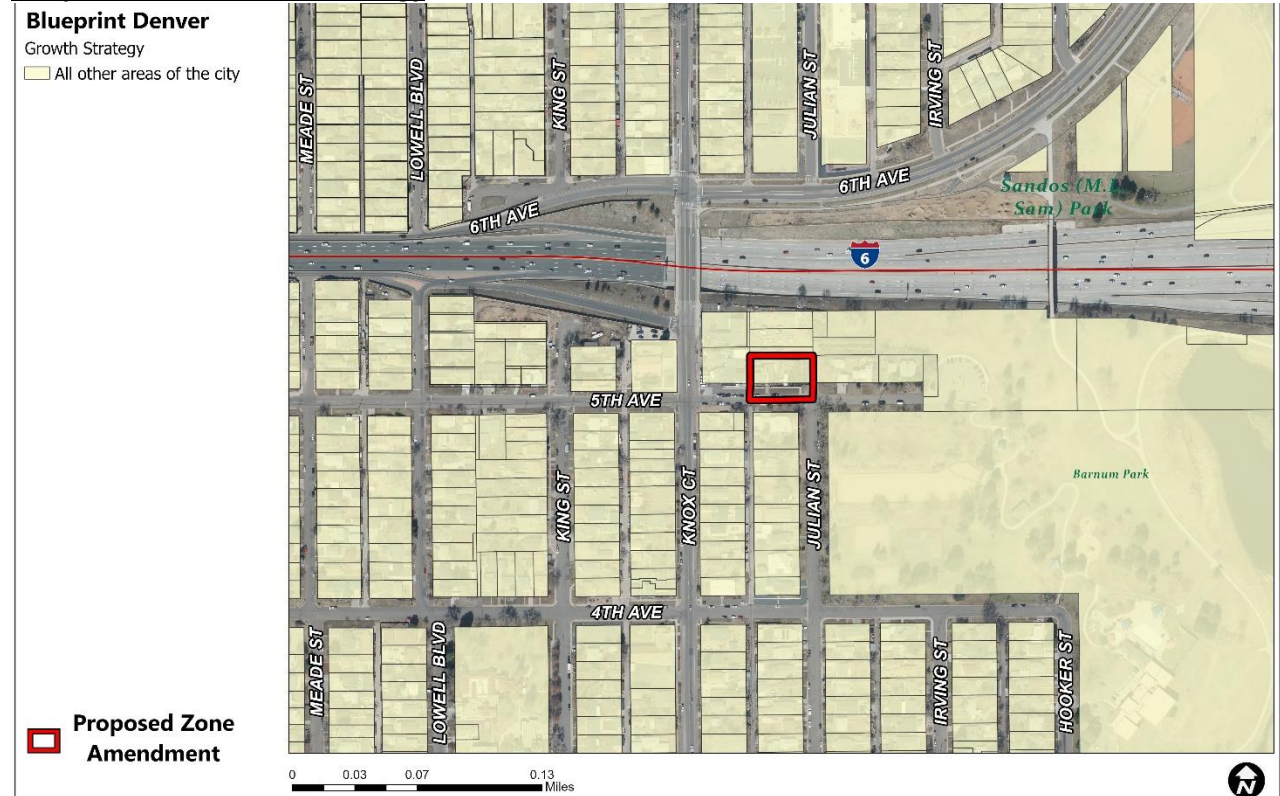 Blueprint Denver
Growth Strategy
All other areas of the city
MEADE ST
LOWELL BLVD
KING ST
JULIAN ST
IRVING ST
6TH AVE
6TH AVE
Sandos (M.
Sam) Park
6
5TH AVE
KING ST
KNOX CT
JULIAN ST
Barnum Park
4TH AVE
MEADE ST
LOWELL BLVD
IRVING ST
HOOKER ST
Proposed Zone
Amendment
0 0.03 0.07 0.13
Miles
N